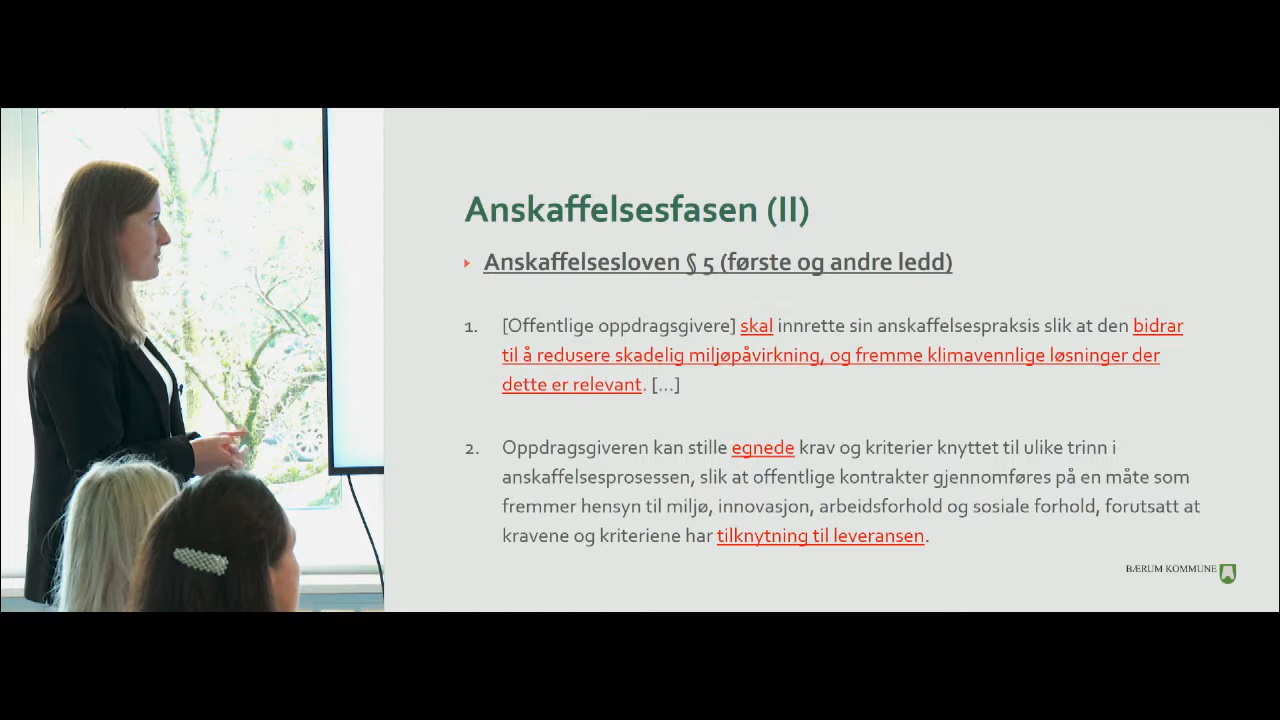 Anskaffelsesfasen (II)
Anskaffelsesloven § 5 (første og andre ledd)
1. [Offentlige oppdragsgivere] skal innrette sin anskaffelsespraksis slik at den bidrar
til å redusere skadelig miljøpåvirkning, og fremme klimavennlige løsninger der
dette er relevant. [...]
2. Oppdragsgiveren kan stille egnede krav og kriterier knyttet til ulike trinn i
anskaffelsesprosessen, slik at offentlige kontrakter gjennomføres på en måte som
fremmer hensyn til miljø, innovasjon, arbeidsforhold og sosiale forhold, forutsatt at
kravene og kriteriene har tilknytning til leveransen.
BÆRUM KOMMUNE